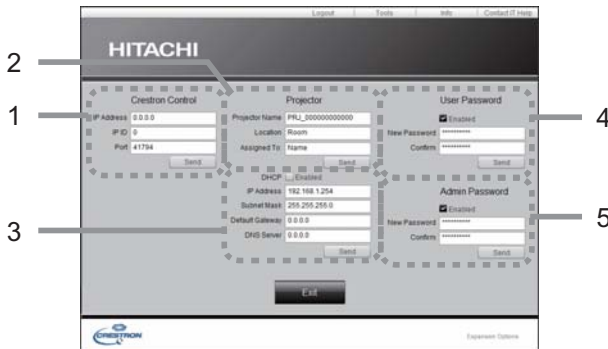 Logout Tools Info Contact IT Help
HITACHI
2
1
Crestron Control
IP Address 0.0.0.0
IP ID 0
Port 41794
Send
Projector
Projector Name PRJ_000000000000
Location Room
Assigned To Name
Send
3
DHCP Enabled
IP Address 192.168.1.254
Subnet Mask 255.255.255.0
Default Gateway 0.0.0.0
DNS Server 0.0.0.0
Send
User Password
Enabled
New Password ***********
Confirm ***********
Send
4
Admin Password
Enabled
New Password ***********
Confirm ***********
Send
5
Exit
CRESTRON
Expansion Options